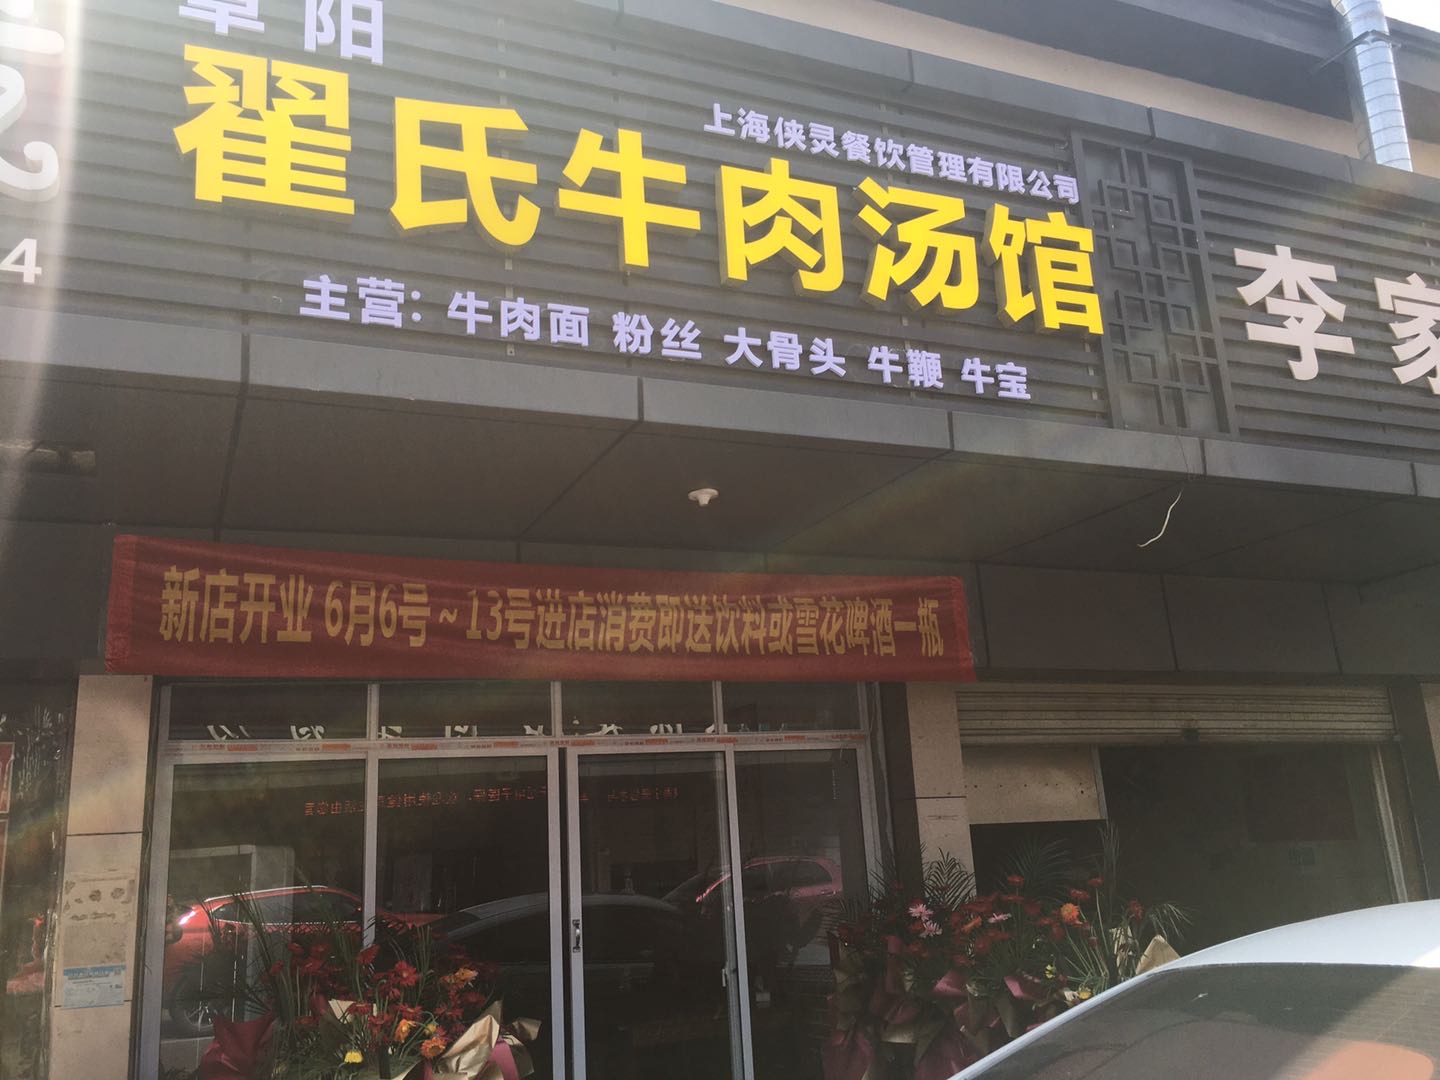 阜阳
翟氏牛肉汤馆
上海侠灵餐饮管理有限公司
主营：牛肉面 粉丝 大骨头 牛鞭 牛宝
李家
4
新店开业 6月6号~13号进店消费即送饮料或雪花啤酒一瓶